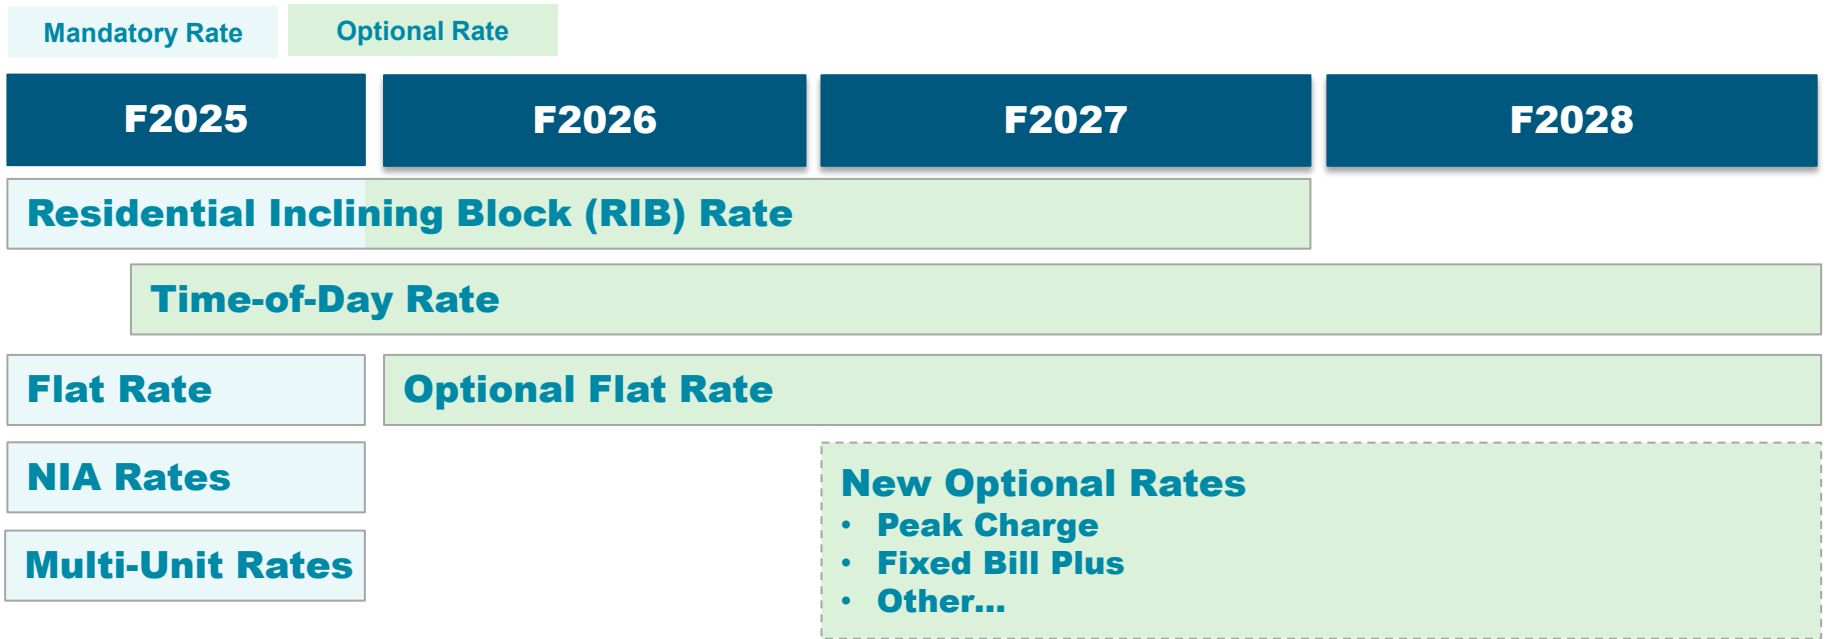 Mandatory Rate
Optional Rate
F2025
F2026
F2027
F2028
Residential Inclining Block (RIB) Rate
Time-of-Day Rate
Flat Rate
Optional Flat Rate
NIA Rates
Multi-Unit Rates
New Optional Rates
• Peak Charge
• Fixed Bill Plus
• Other...